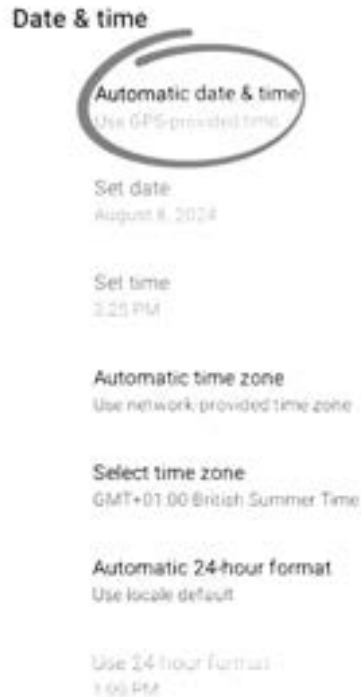 Date & time
Automatic date & time
Use GPS-provided time
Set date
August 8, 2024
Set time
2:25 PM
Automatic time zone
Use network-provided time zone
Select time zone
GMT+01:00 British Summer Time
Automatic 24-hour format
Use locale default
Use 24-hour format
1:00 PM